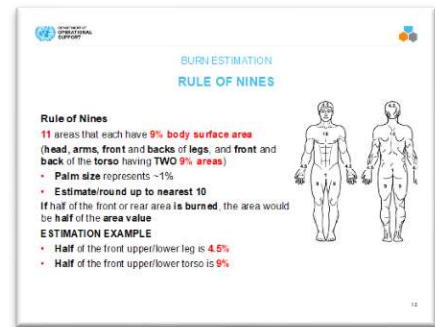 DEPARTMENT OF
OPERATIONAL
SUPPORT
BURN ESTIMATION
RULE OF NINES
Rule of Nines
11 areas that each have 9% body surface area
(head, arms, front and backs of legs, and front and
back of the torso having TWO 9% areas)
• Palm size represents ~1%
• Estimate/round up to nearest 10
If half of the front or rear area is burned, the area would
be half of the area value
ESTIMATION EXAMPLE
• Half of the front upper/lower leg is 4.5%
• Half of the front upper/lower torso is 9%